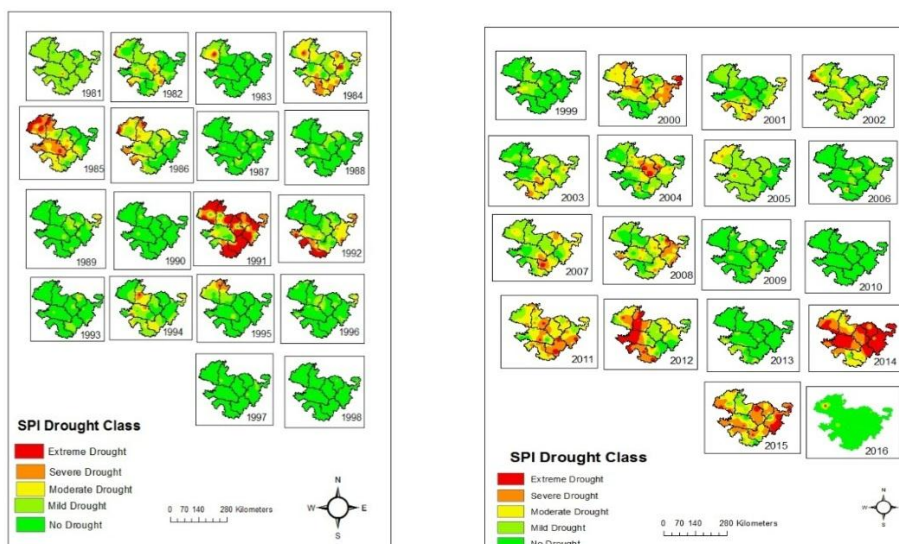 1981
1982
1983
1984
1985
1986
1987
1988
1989
1990
1991
1992
1993
1994
1995
1996
1997
1998
SPI Drought Class
Extreme Drought
Severe Drought
Moderate Drought
Mild Drought
No Drought
0 70 140 280 Kilometers
N
W E
S
1999
2000
2001
2002
2003
2004
2005
2006
2007
2008
2009
2010
2011
2012
2013
2014
2015
2016
SPI Drought Class
Extreme Drought
Severe Drought
Moderate Drought
Mild Drought
No Drought
0 70 140 280 Kilometers
N
W E
S